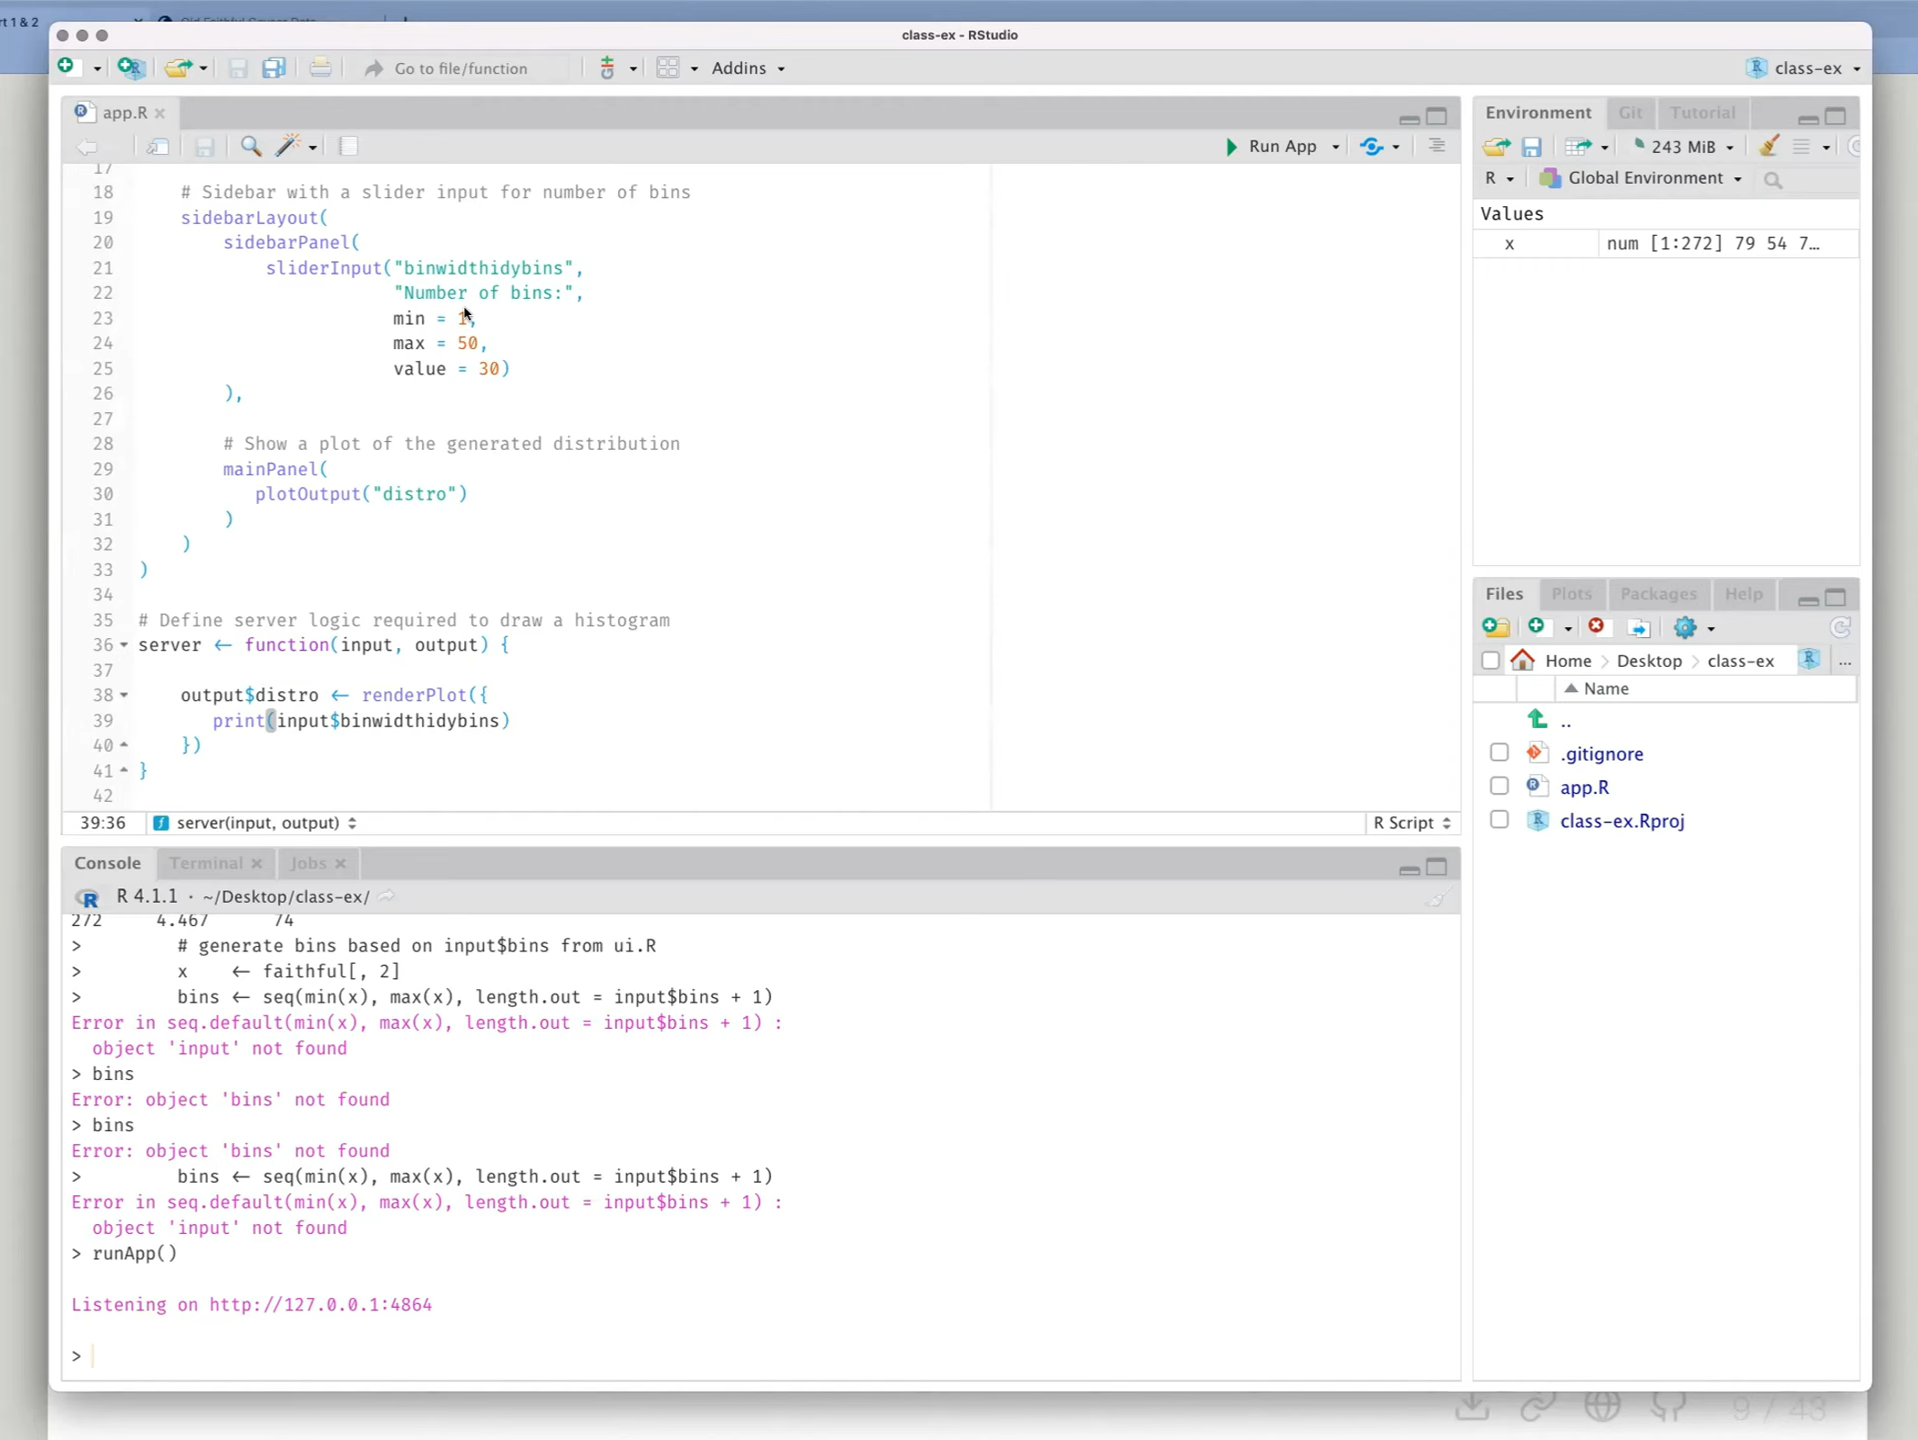 rt 1 & 2
Old Faithful Geyser Data
class-ex - RStudio
Go to file/function
Addins
class-ex
app.R
Run App
17
18 # Sidebar with a slider input for number of bins
19 sidebarLayout(
20 sidebarPanel(
21 sliderInput("binwidthidybins",
22 "Number of bins:",
23 min = 1,
24 max = 50,
25 value = 30)
26 ),
27
28 # Show a plot of the generated distribution
29 mainPanel(
30 plotOutput("distro")
31 )
32 )
33 )
34
35 # Define server logic required to draw a histogram
36 server ← function(input, output) {
37
38 output$distro ← renderPlot({
39 print(input$binwidthidybins)
40 })
41 }
42
39:36 server(input, output) R Script
Console Terminal Jobs
R 4.1.1 · ~/Desktop/class-ex/
272 4.467 74
> # generate bins based on input$bins from ui.R
> x ← faithful[, 2]
> bins ← seq(min(x), max(x), length.out = input$bins + 1)
Error in seq.default(min(x), max(x), length.out = input$bins + 1) :
object 'input' not found
> bins
Error: object 'bins' not found
> bins
Error: object 'bins' not found
> bins ← seq(min(x), max(x), length.out = input$bins + 1)
Error in seq.default(min(x), max(x), length.out = input$bins + 1) :
object 'input' not found
> runApp()
Listening on http://127.0.0.1:4864
>
Environment Git Tutorial
243 MiB
R Global Environment
Values
x num [1:272] 79 54 7…
Files Plots Packages Help
Home Desktop class-ex ...
Name
..
.gitignore
app.R
class-ex.Rproj
9 / 43